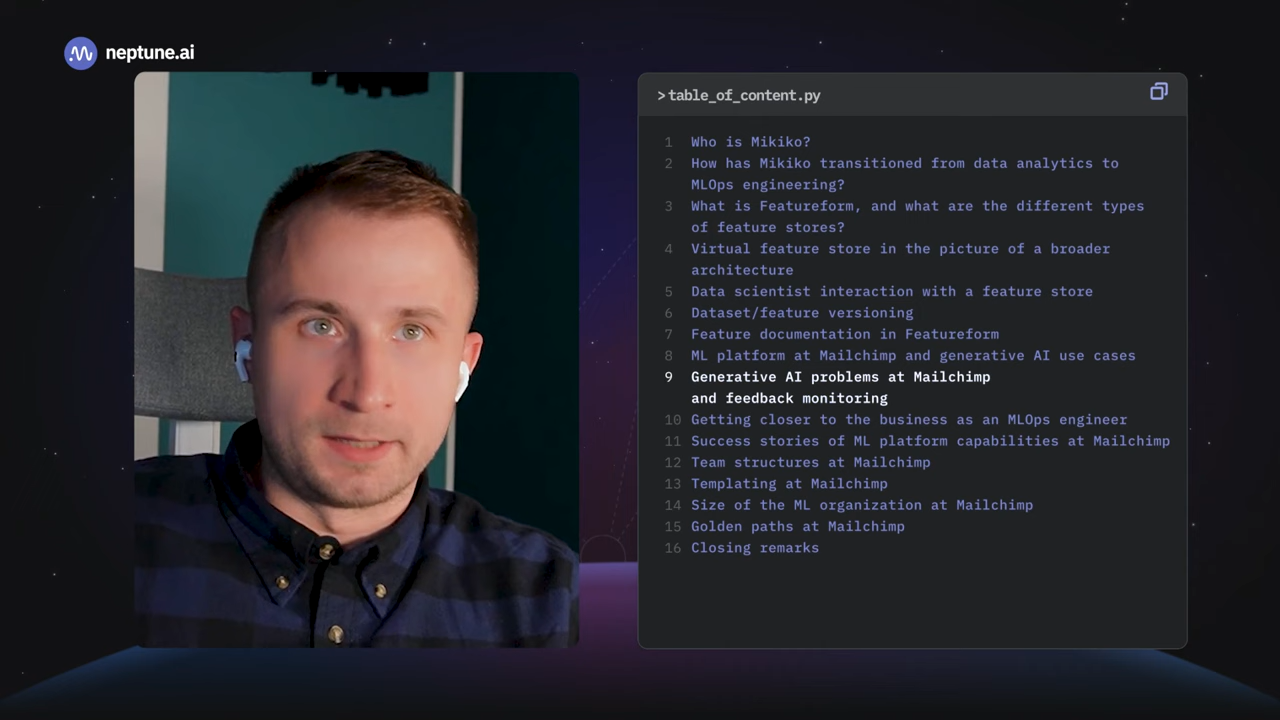 neptune.ai
>table_of_content.py
1 Who is Mikiko?
2 How has Mikiko transitioned from data analytics to
MLOps engineering?
3 What is Featureform, and what are the different types
of feature stores?
4 Virtual feature store in the picture of a broader
architecture
5 Data scientist interaction with a feature store
6 Dataset/feature versioning
7 Feature documentation in Featureform
8 ML platform at Mailchimp and generative AI use cases
9 Generative AI problems at Mailchimp
and feedback monitoring
10 Getting closer to the business as an MLOps engineer
11 Success stories of ML platform capabilities at Mailchimp
12 Team structures at Mailchimp
13 Templating at Mailchimp
14 Size of the ML organization at Mailchimp
15 Golden paths at Mailchimp
16 Closing remarks